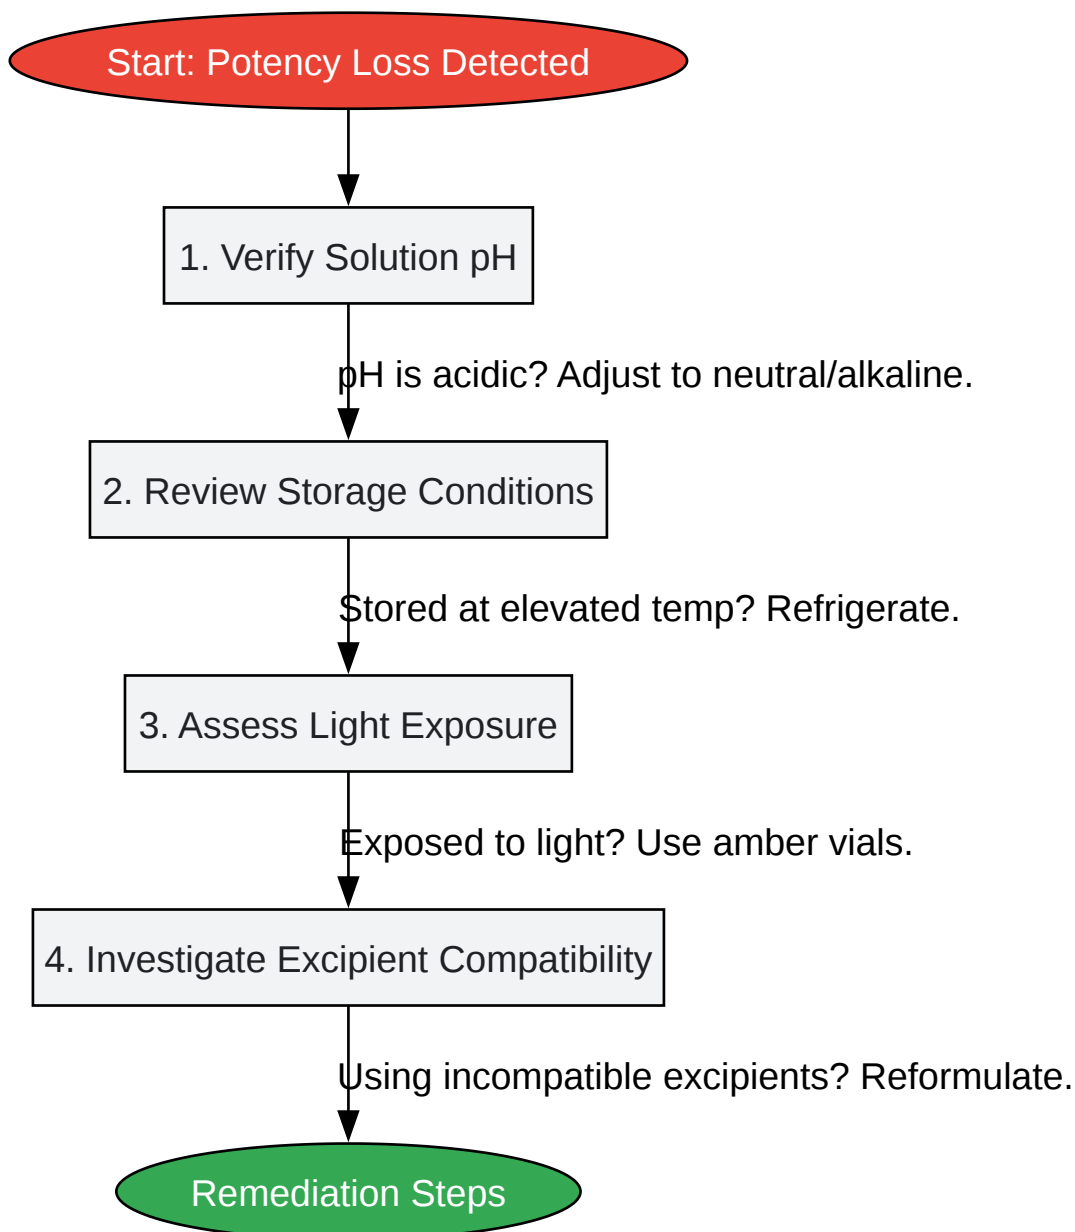 Start: Potency Loss Detected
1. Verify Solution pH
pH is acidic? Adjust to neutral/alkaline.
2. Review Storage Conditions
Stored at elevated temp? Refrigerate.
3. Assess Light Exposure
Exposed to light? Use amber vials.
4. Investigate Excipient Compatibility
Using incompatible excipients? Reformulate.
Remediation Steps